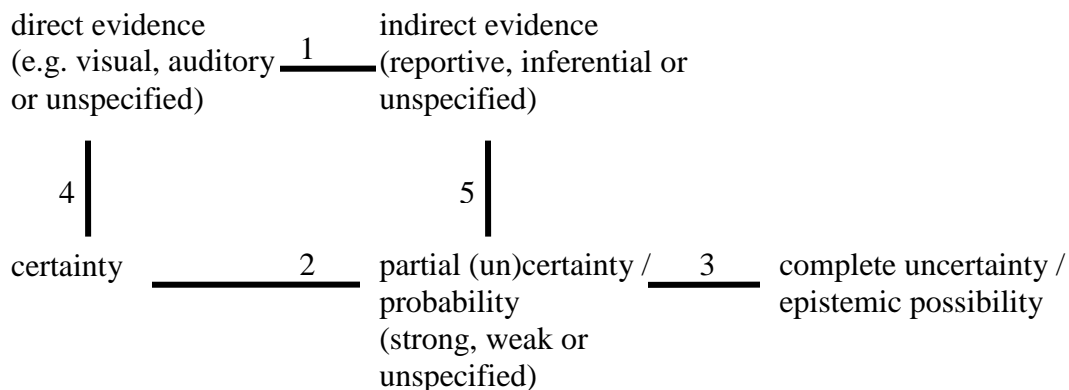 direct evidence
(e.g. visual, auditory
or unspecified)
1
indirect evidence
(reportive, inferential or
unspecified)
4
5
certainty
2
partial (un)certainty /
probability
(strong, weak or
unspecified)
3
complete uncertainty /
epistemic possibility